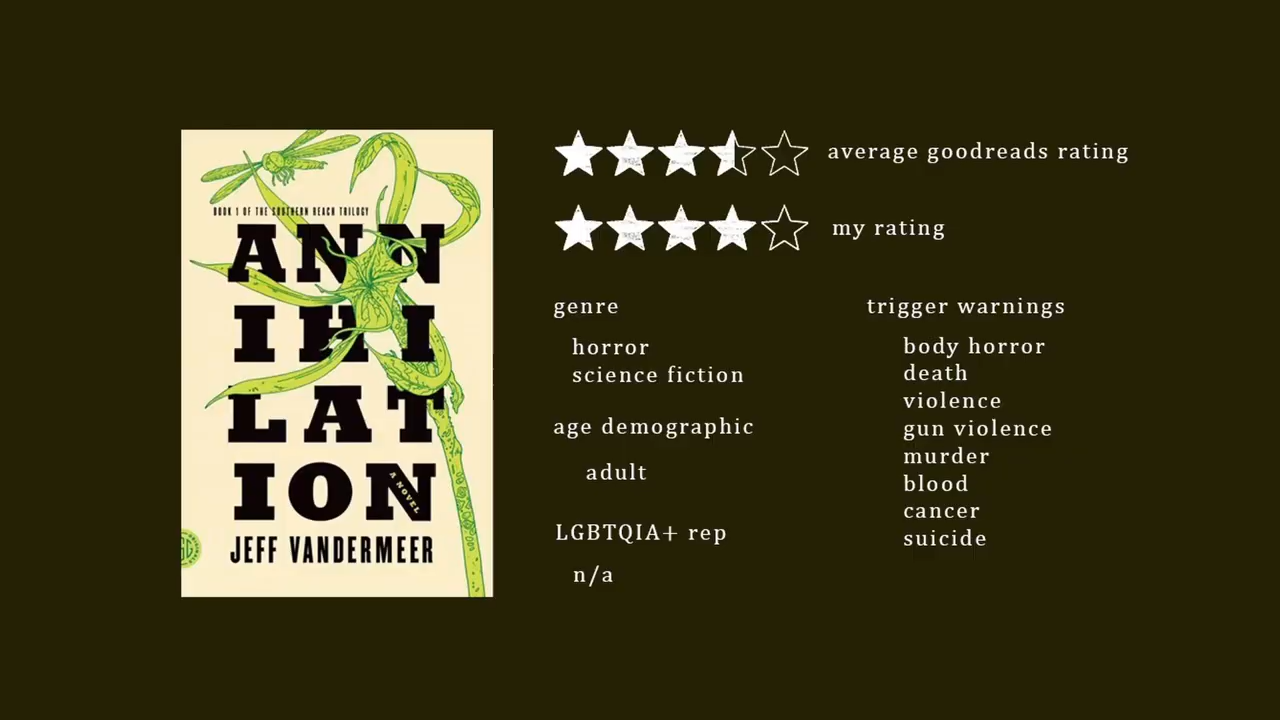 BOOK 1 OF THE SOUTHERN REACH TRILOGY
ANN
IHI
LAT
ION
A NOVEL
JEFF VANDERMEER
average goodreads rating
my rating
genre
horror
science fiction
age demographic
adult
LGBTQIA+ rep
n/a
trigger warnings
body horror
death
violence
gun violence
murder
blood
cancer
suicide